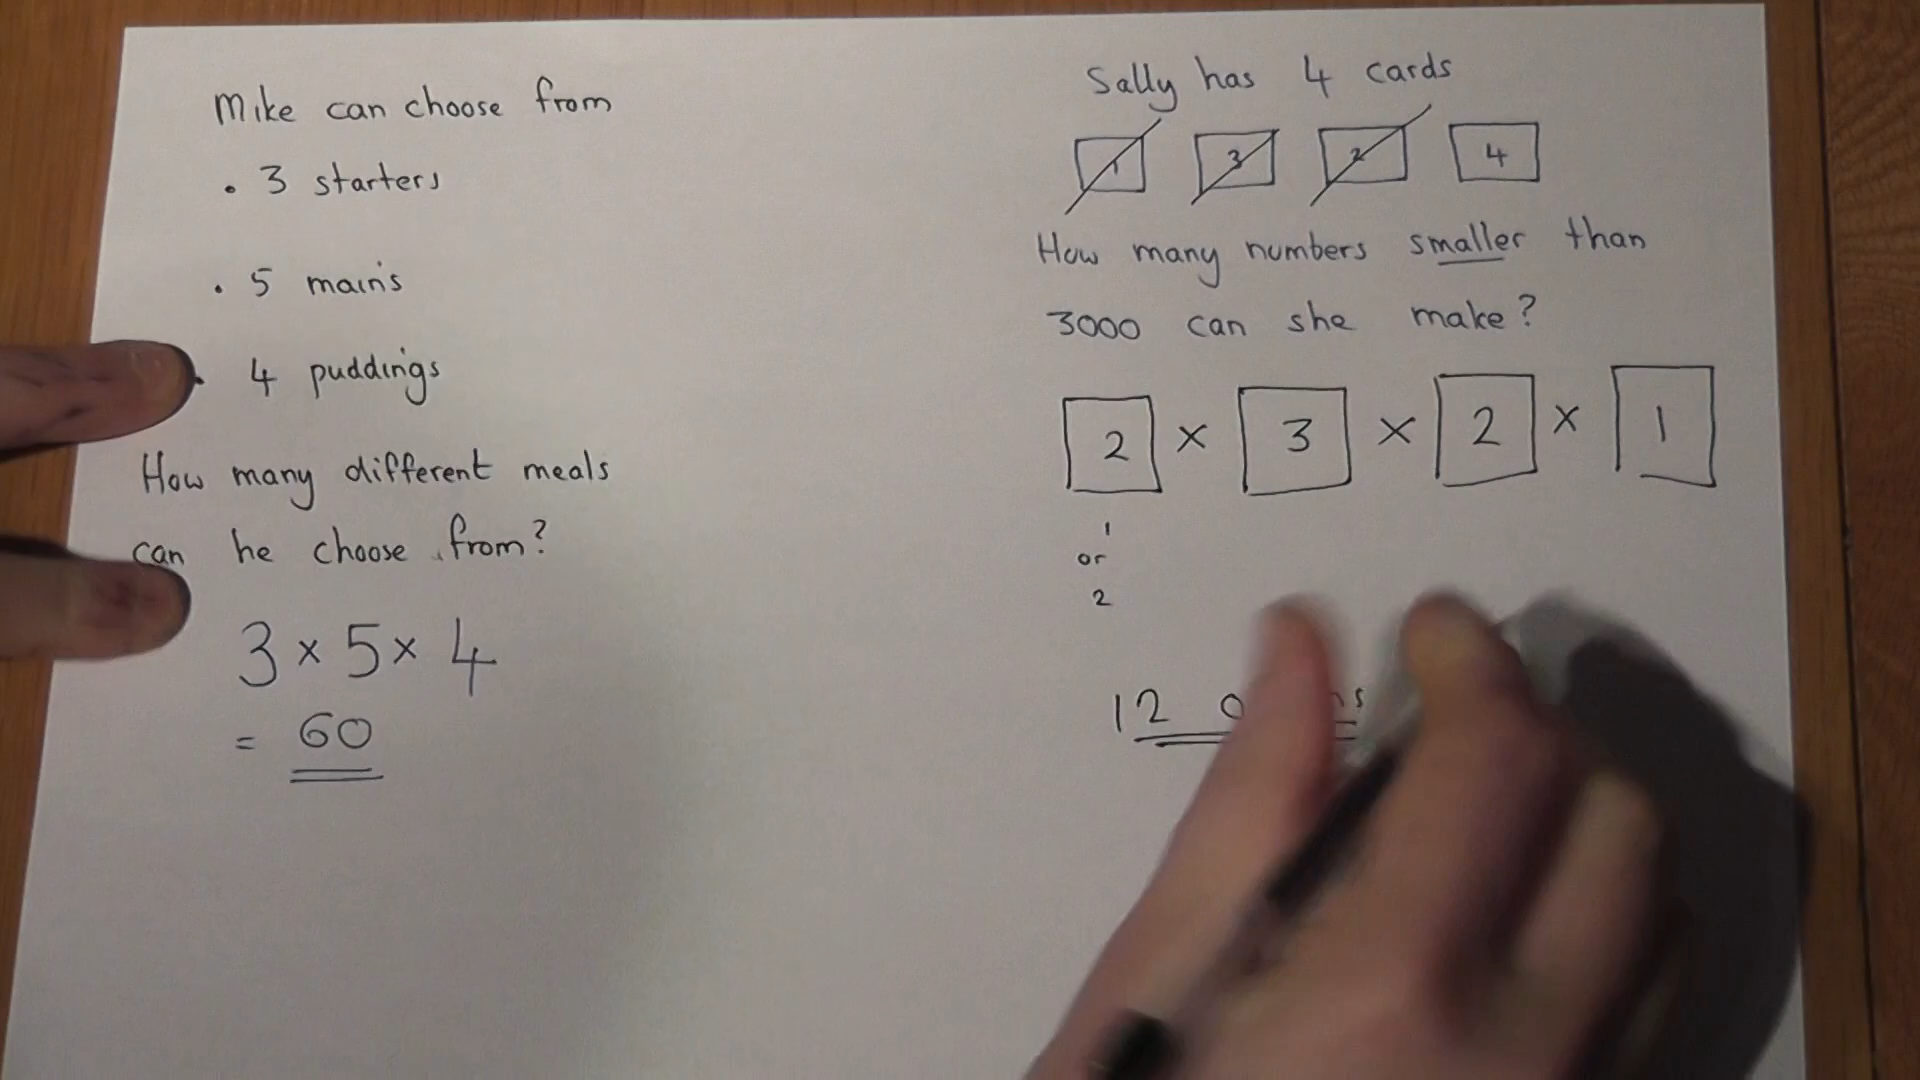 Mike can choose from
• 3 starters
• 5 mains
• 4 puddings
How many different meals
can he choose from?
3 × 5 × 4
= 60
Sally has 4 cards
1 3 2 4
How many numbers smaller than
3000 can she make?
2 × 3 × 2 × 1
1
or
2
12